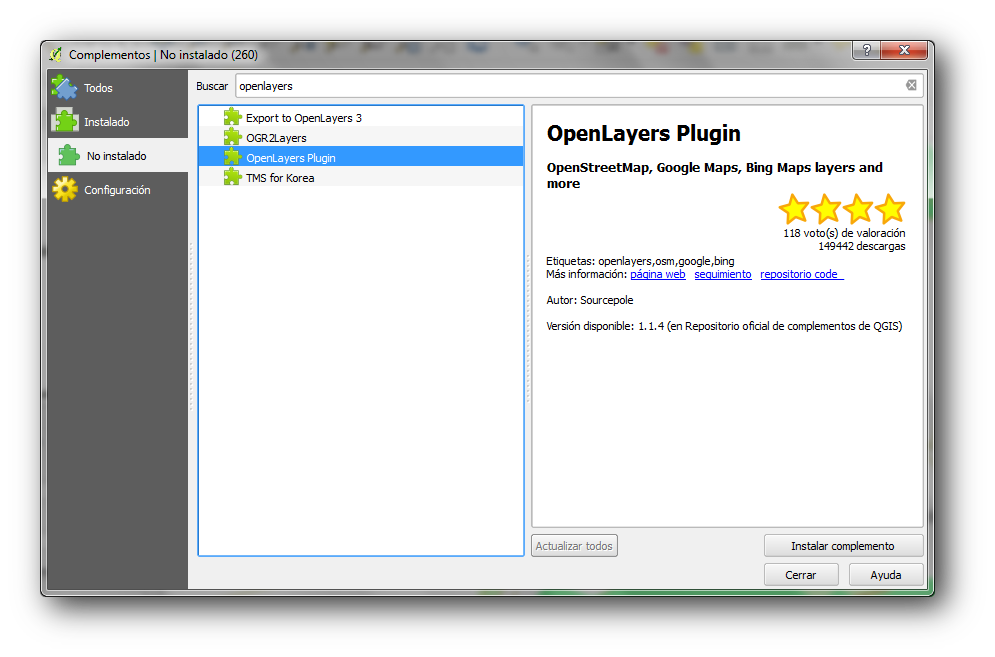 Complementos | No instalado (260)
?
Todos
Instalado
No instalado
Configuración
Buscar openlayers
Export to OpenLayers 3
OGR2Layers
OpenLayers Plugin
TMS for Korea
OpenLayers Plugin
OpenStreetMap, Google Maps, Bing Maps layers and
more
118 voto(s) de valoración
149442 descargas
Etiquetas: openlayers,osm,google,bing
Más información: página web seguimiento repositorio code
Autor: Sourcepole
Versión disponible: 1.1.4 (en Repositorio oficial de complementos de QGIS)
Actualizar todos
Instalar complemento
Cerrar
Ayuda